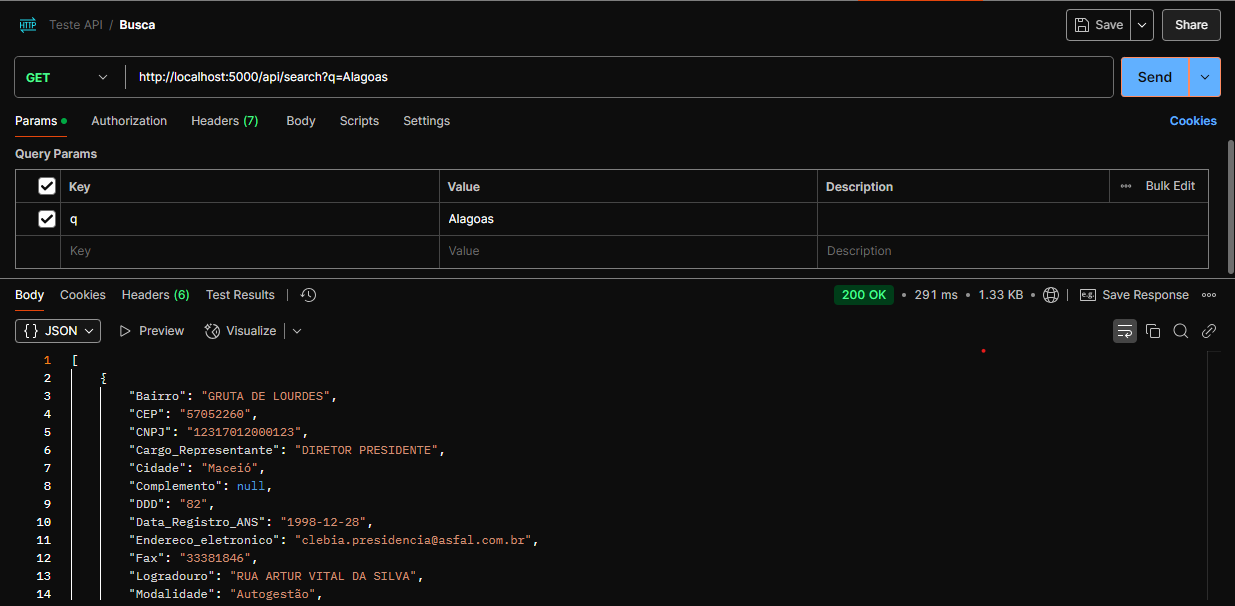 HTTP Teste API / Busca Save Share
GET http://localhost:5000/api/search?q=Alagoas Send
Params Authorization Headers (7) Body Scripts Settings Cookies
Query Params
Key Value Description Bulk Edit
q Alagoas
Key Value Description
Body Cookies Headers (6) Test Results 200 OK • 291 ms • 1.33 KB • e.g. Save Response
{} JSON Preview Visualize
1 [
2 {
3 "Bairro": "GRUTA DE LOURDES",
4 "CEP": "57052260",
5 "CNPJ": "12317012000123",
6 "Cargo_Representante": "DIRETOR PRESIDENTE",
7 "Cidade": "Maceió",
8 "Complemento": null,
9 "DDD": "82",
10 "Data_Registro_ANS": "1998-12-28",
11 "Endereco_eletronico": "clebia.presidencia@asfal.com.br",
12 "Fax": "33381846",
13 "Logradouro": "RUA ARTUR VITAL DA SILVA",
14 "Modalidade": "Autogestão",